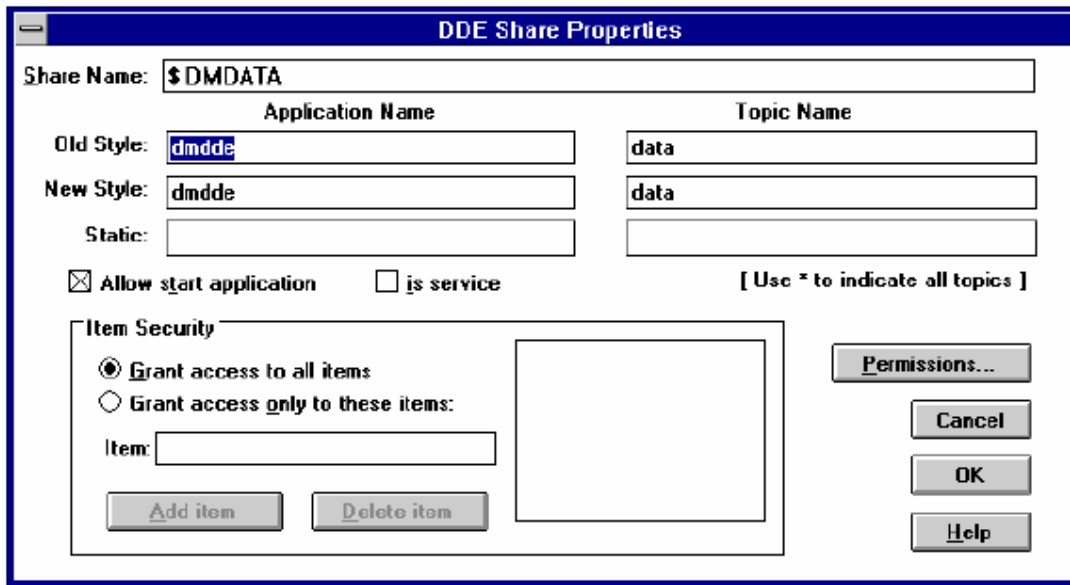 DDE Share Properties
Share Name: $DMDATA
Application Name Topic Name
Old Style: dmdde data
New Style: dmdde data
Static:
Allow start application is service [ Use * to indicate all topics ]
Item Security
Grant access to all items
Grant access only to these items:
Item:
Add item Delete item
Permissions...
Cancel
OK
Help